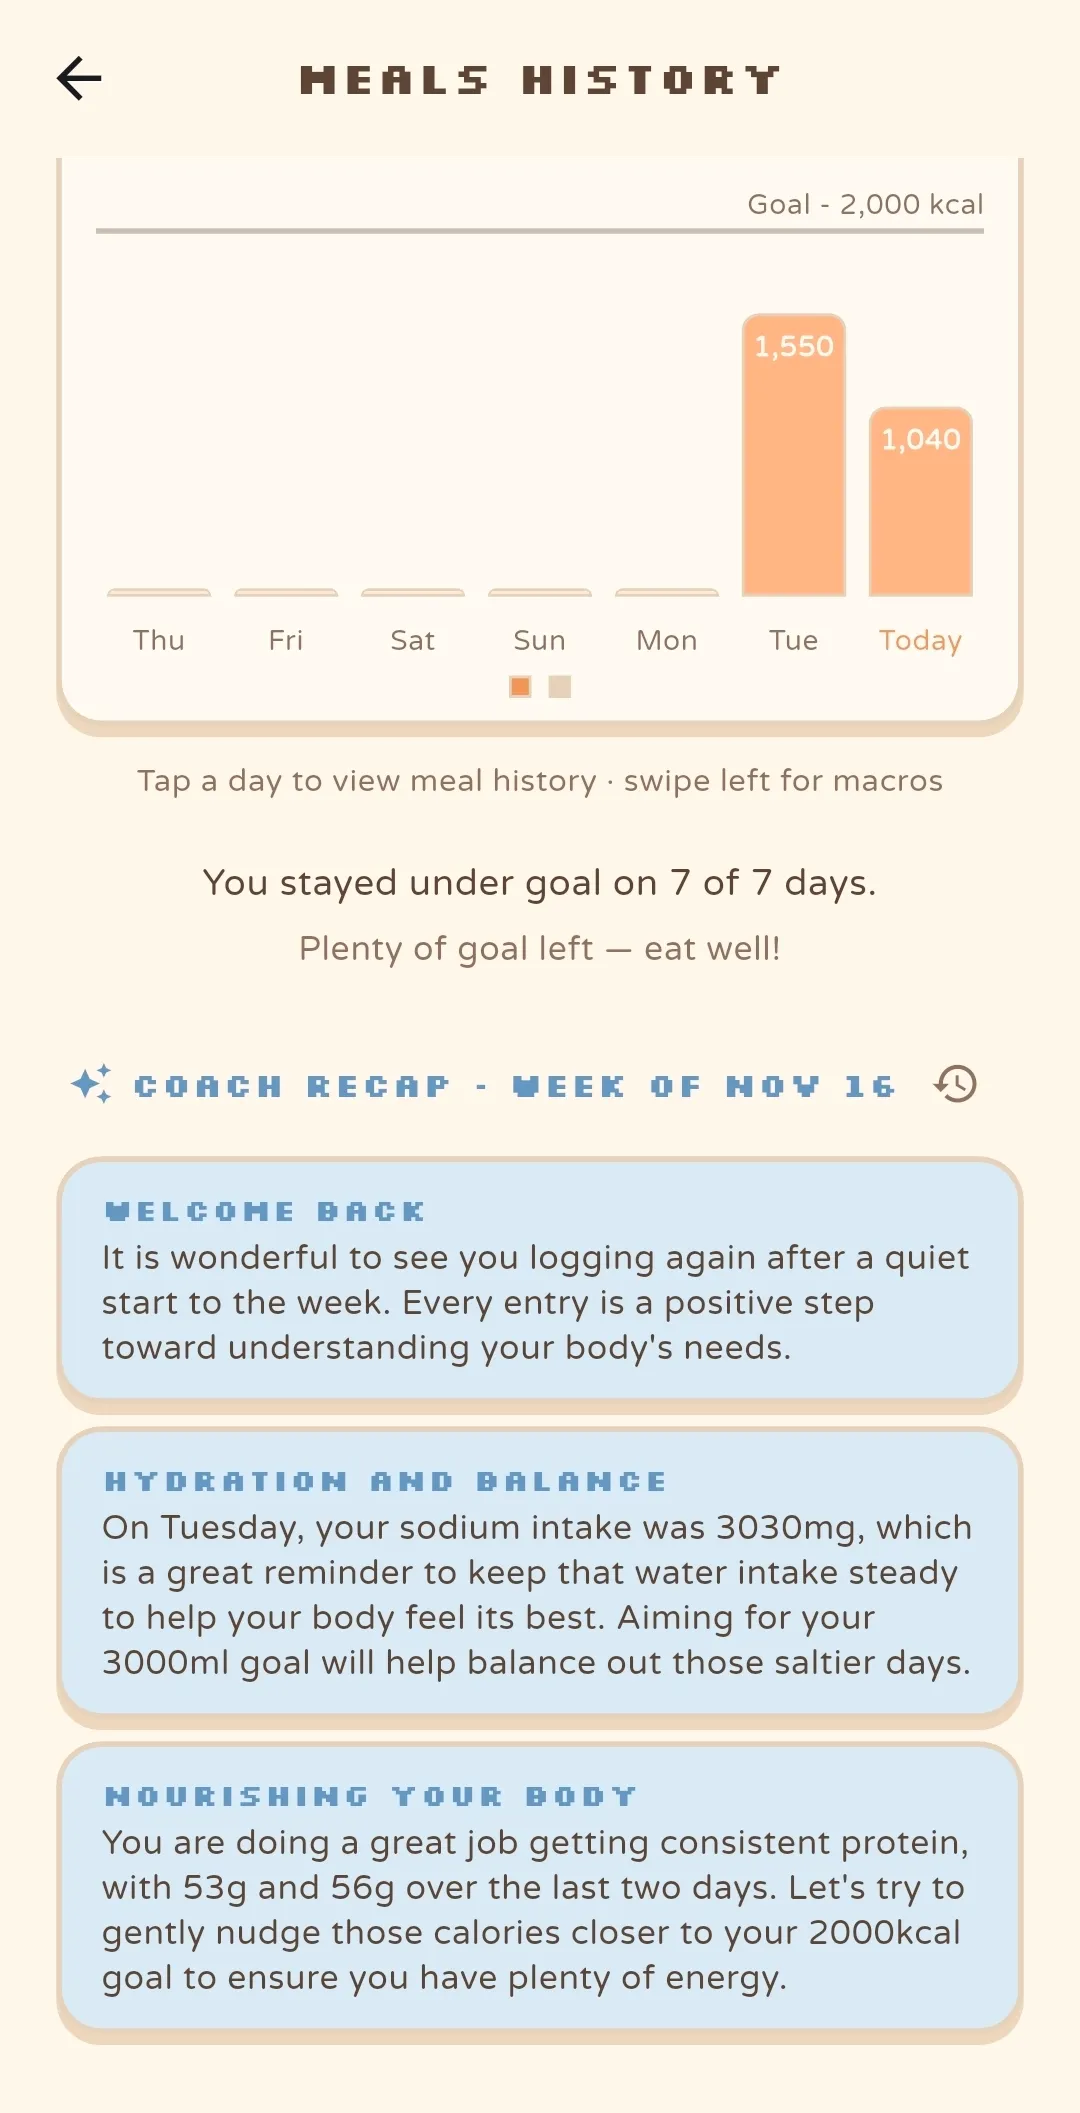 MEALS HISTORY
Goal - 2,000 kcal
1,550
1,040
Thu Fri Sat Sun Mon Tue Today
Tap a day to view meal history · swipe left for macros
You stayed under goal on 7 of 7 days.
Plenty of goal left — eat well!
COACH RECAP - WEEK OF NOV 16
WELCOME BACK
It is wonderful to see you logging again after a quiet
start to the week. Every entry is a positive step
toward understanding your body's needs.
HYDRATION AND BALANCE
On Tuesday, your sodium intake was 3030mg, which
is a great reminder to keep that water intake steady
to help your body feel its best. Aiming for your
3000ml goal will help balance out those saltier days.
NOURISHING YOUR BODY
You are doing a great job getting consistent protein,
with 53g and 56g over the last two days. Let's try to
gently nudge those calories closer to your 2000kcal
goal to ensure you have plenty of energy.